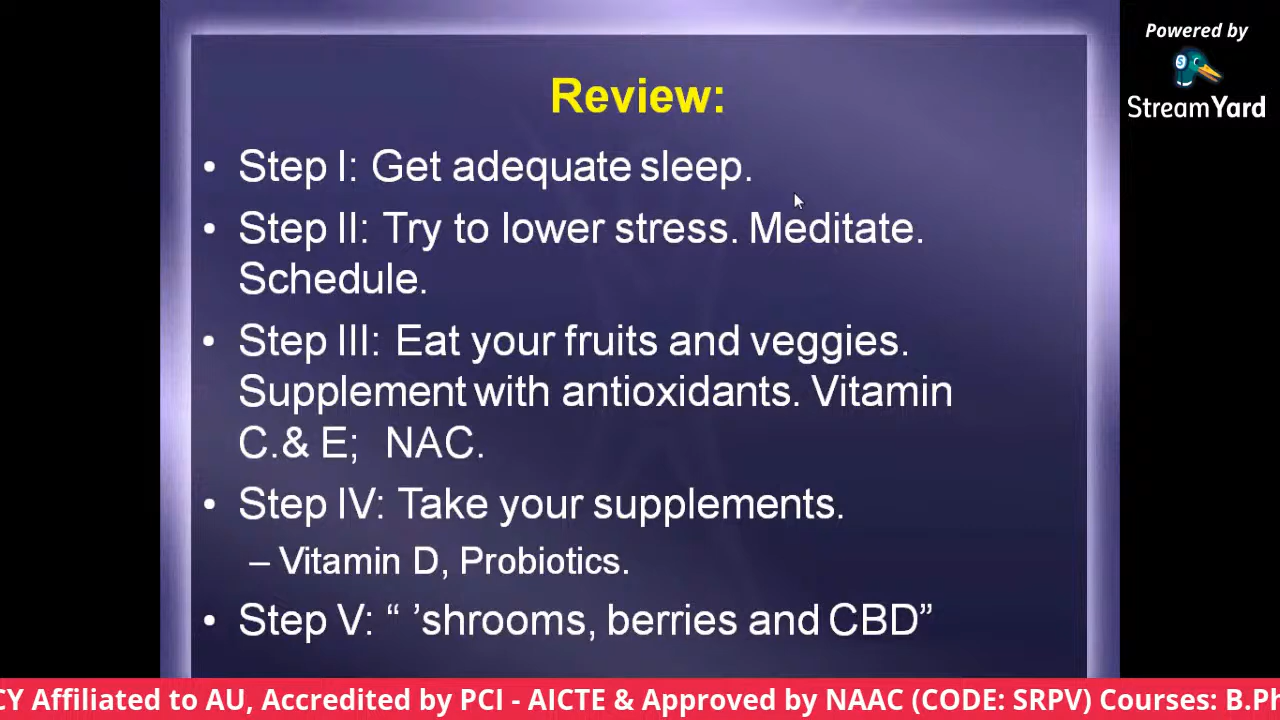 Powered by
StreamYard
Review:
• Step I: Get adequate sleep.
• Step II: Try to lower stress. Meditate.
Schedule.
• Step III: Eat your fruits and veggies.
Supplement with antioxidants. Vitamin
C.& E;  NAC.
• Step IV: Take your supplements.
– Vitamin D, Probiotics.
• Step V: “ ’shrooms, berries and CBD”
CY Affiliated to AU, Accredited by PCI - AICTE & Approved by NAAC (CODE: SRPV) Courses: B.Ph